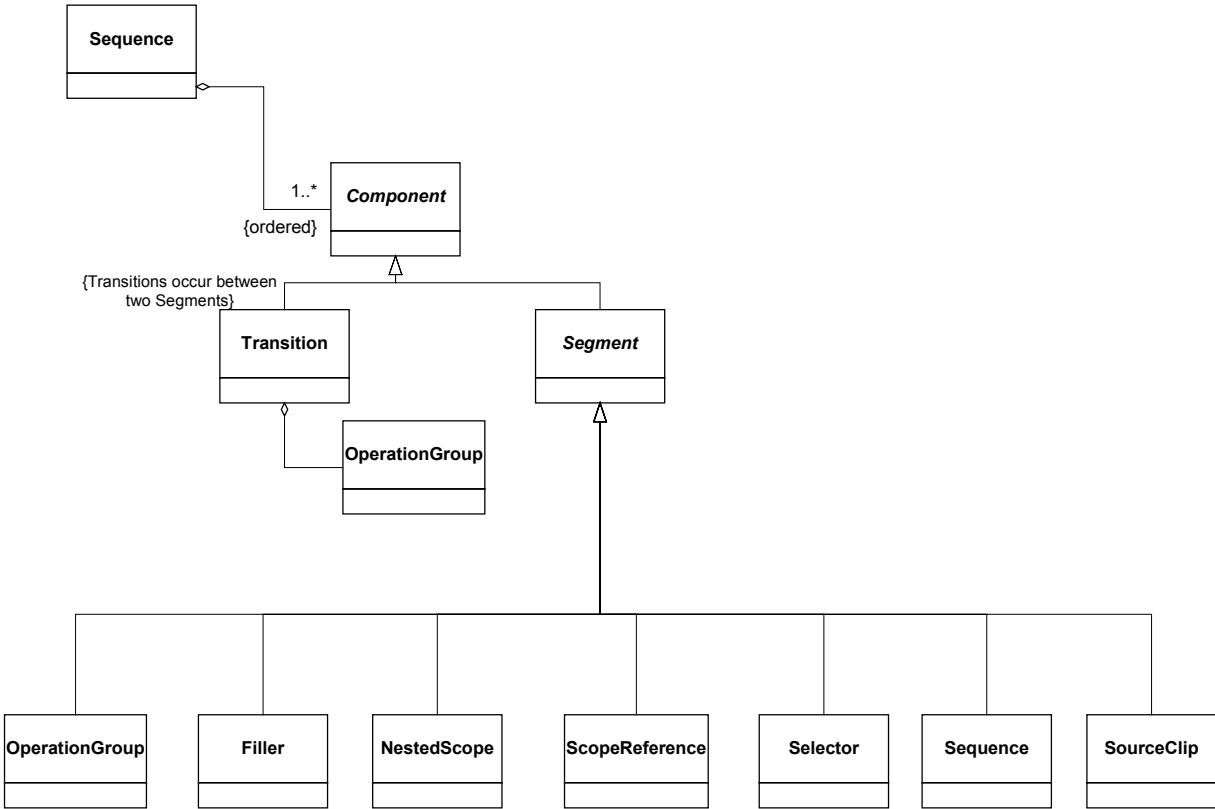 Sequence
1..*
Component
{ordered}
{Transitions occur between
two Segments}
Transition
Segment
OperationGroup
OperationGroup
Filler
NestedScope
ScopeReference
Selector
Sequence
SourceClip